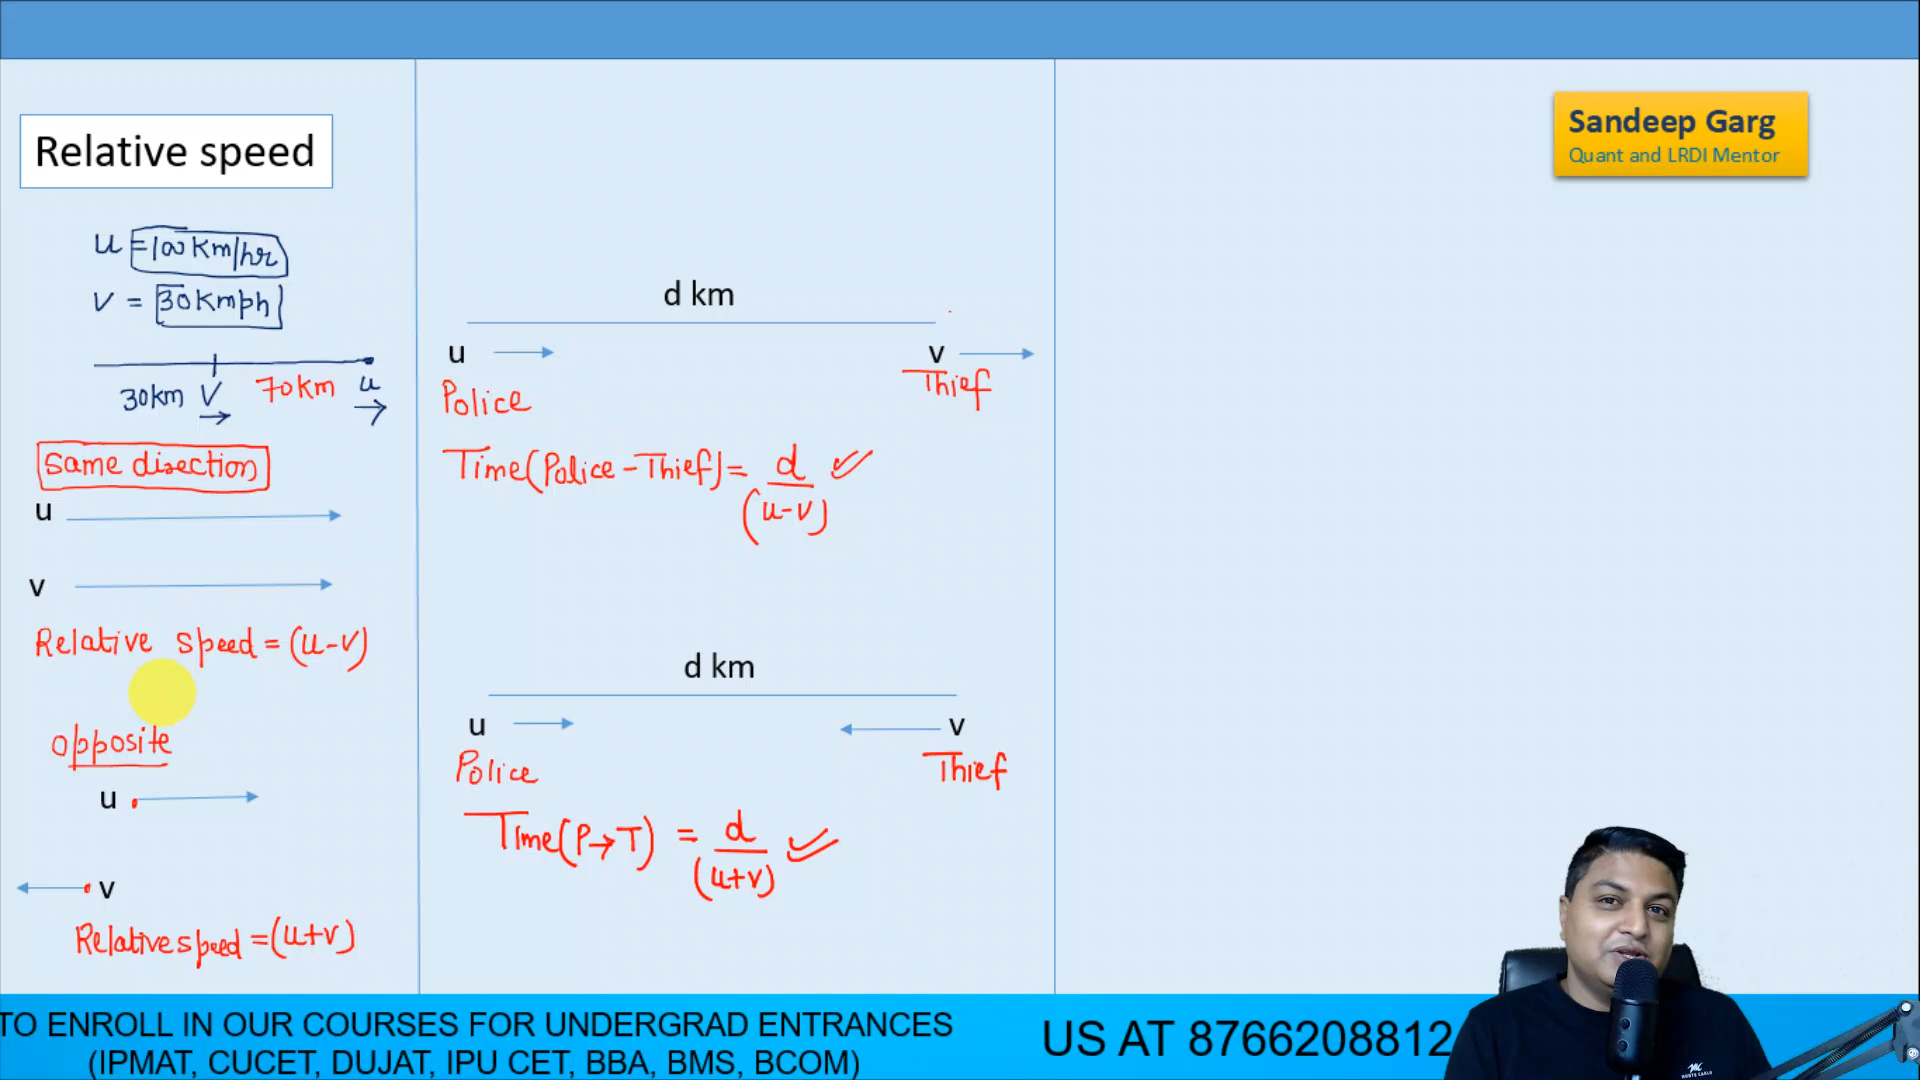 Relative speed
u = 100 Km/hr
v = 30 Kmph
30km V 70km u
Same direction
u
v
Relative speed = (u-v)
opposite
u
v
Relative speed = (u+v)
d km
u v
Police Thief
Time(Police - Thief) = d/(u-v)
d km
u v
Police Thief
Time(P→T) = d/(u+v)
Sandeep Garg
Quant and LRDI Mentor
TO ENROLL IN OUR COURSES FOR UNDERGRAD ENTRANCES
(IPMAT, CUCET, DUJAT, IPU CET, BBA, BMS, BCOM)
US AT 8766208812